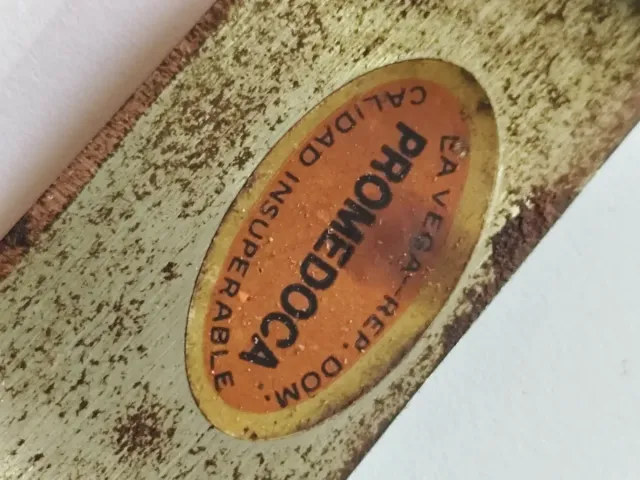 LA VEGA-REP. DOM.
PROMEDOCA
CALIDAD INSUPERABLE